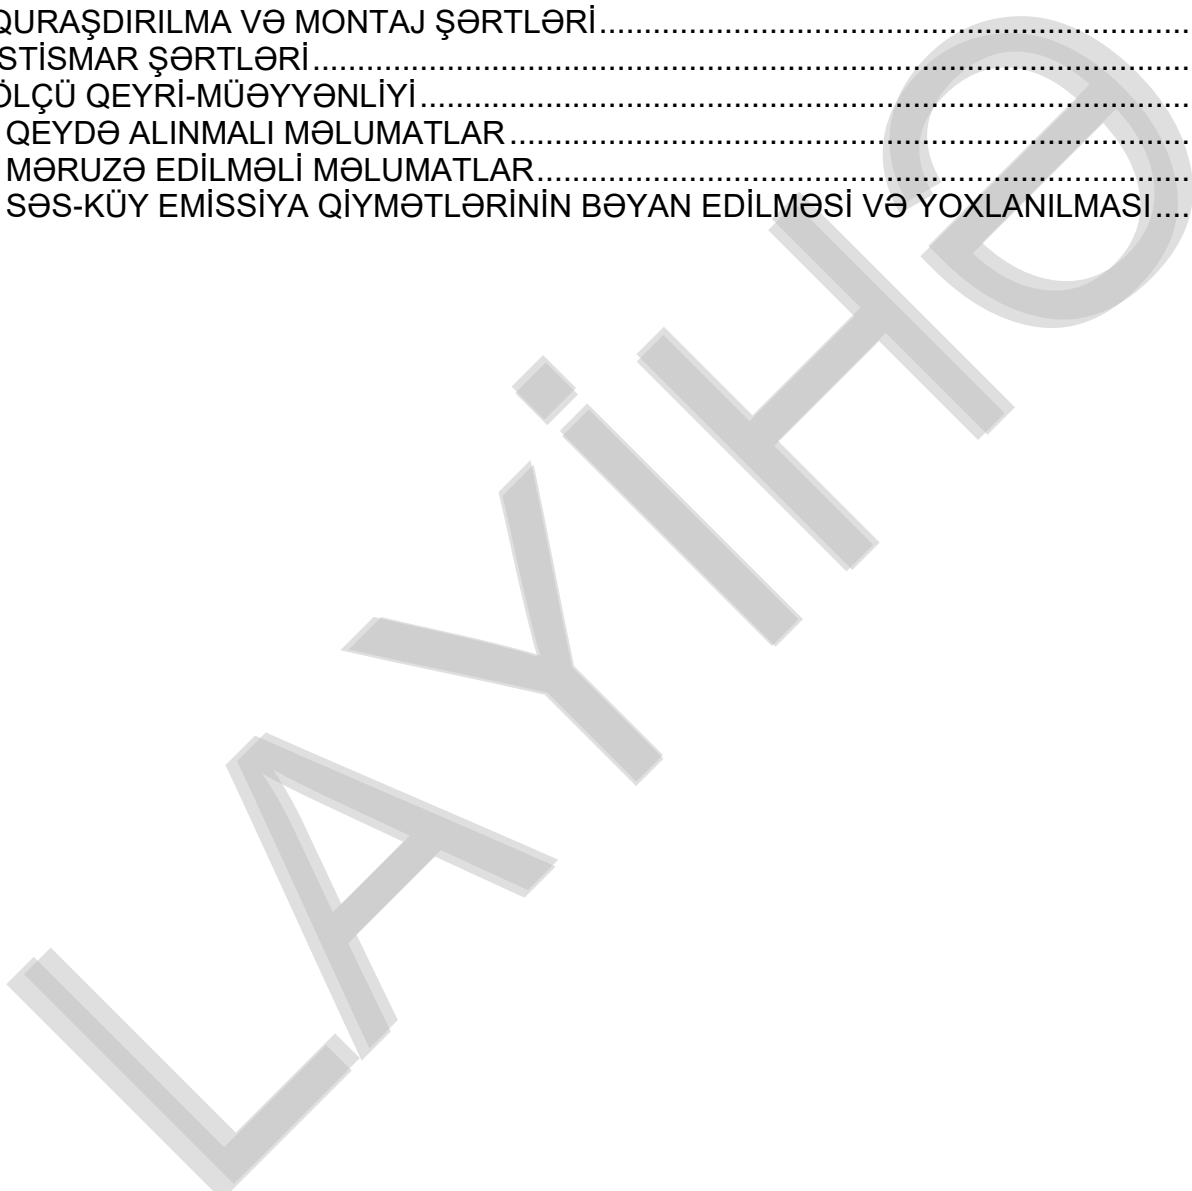 QURAŞDIRILMA VƏ MONTAJ ŞƏRTLƏRİ..................................................................
İSTİSMAR ŞƏRTLƏRİ..................................................................................................
ÖLÇÜ QEYRİ-MÜƏYYƏNLİYİ......................................................................................
QEYDƏ ALINMALI MƏLUMATLAR............................................................................
MƏRUZƏ EDİLMƏLİ MƏLUMATLAR.........................................................................
SƏS-KÜY EMİSSİYA QİYMƏTLƏRİNİN BƏYAN EDİLMƏSİ VƏ YOXLANILMASI....
LAYİHƏ